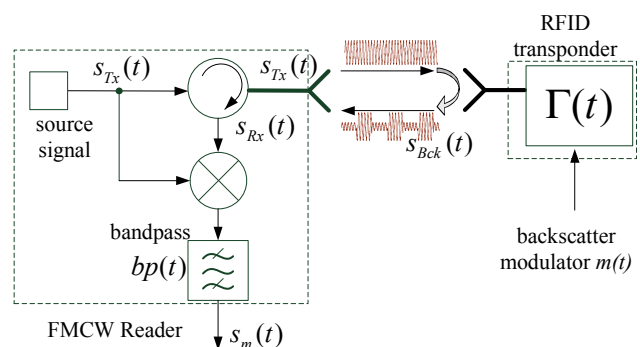 RFID
transponder
s_Tx(t)
s_Tx(t)
source
signal
s_Rx(t)
s_Bck(t)
Γ(t)
bandpass
bp(t)
backscatter
modulator m(t)
FMCW Reader
s_m(t)